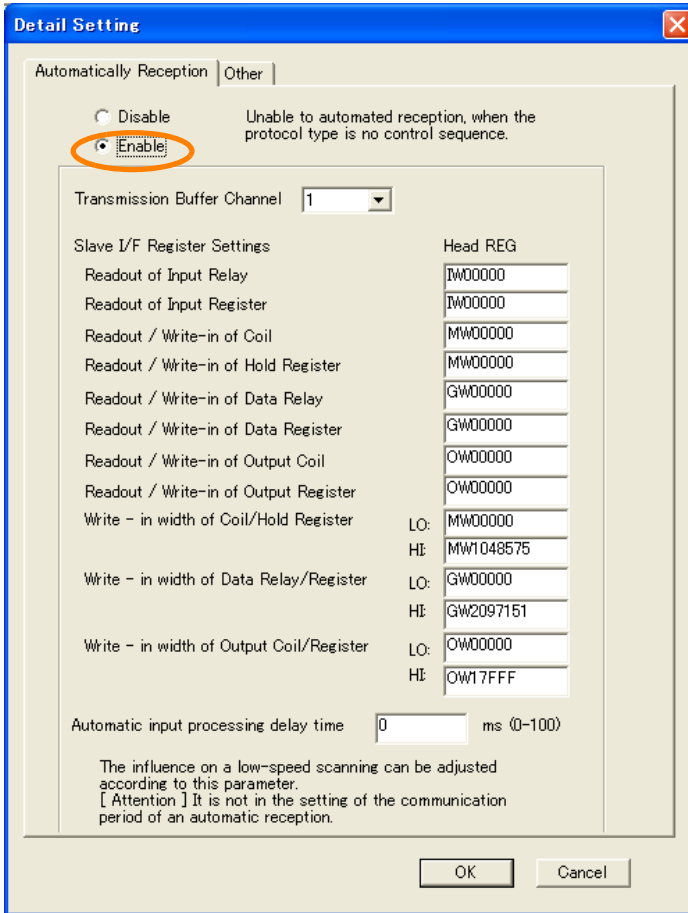 Detail Setting
Automatically Reception
Other
Disable
Unable to automated reception, when the
protocol type is no control sequence.
Enable
Transmission Buffer Channel 1
Slave I/F Register Settings Head REG
Readout of Input Relay IW00000
Readout of Input Register IW00000
Readout / Write-in of Coil MW00000
Readout / Write-in of Hold Register MW00000
Readout / Write-in of Data Relay GW00000
Readout / Write-in of Data Register GW00000
Readout / Write-in of Output Coil OW00000
Readout / Write-in of Output Register OW00000
Write - in width of Coil/Hold Register LO: MW00000
HI: MW1048575
Write - in width of Data Relay/Register LO: GW00000
HI: GW2097151
Write - in width of Output Coil/Register LO: OW00000
HI: OW17FFF
Automatic input processing delay time 0 ms (0-100)
The influence on a low-speed scanning can be adjusted
according to this parameter.
[ Attention ] It is not in the setting of the communication
period of an automatic reception.
OK Cancel